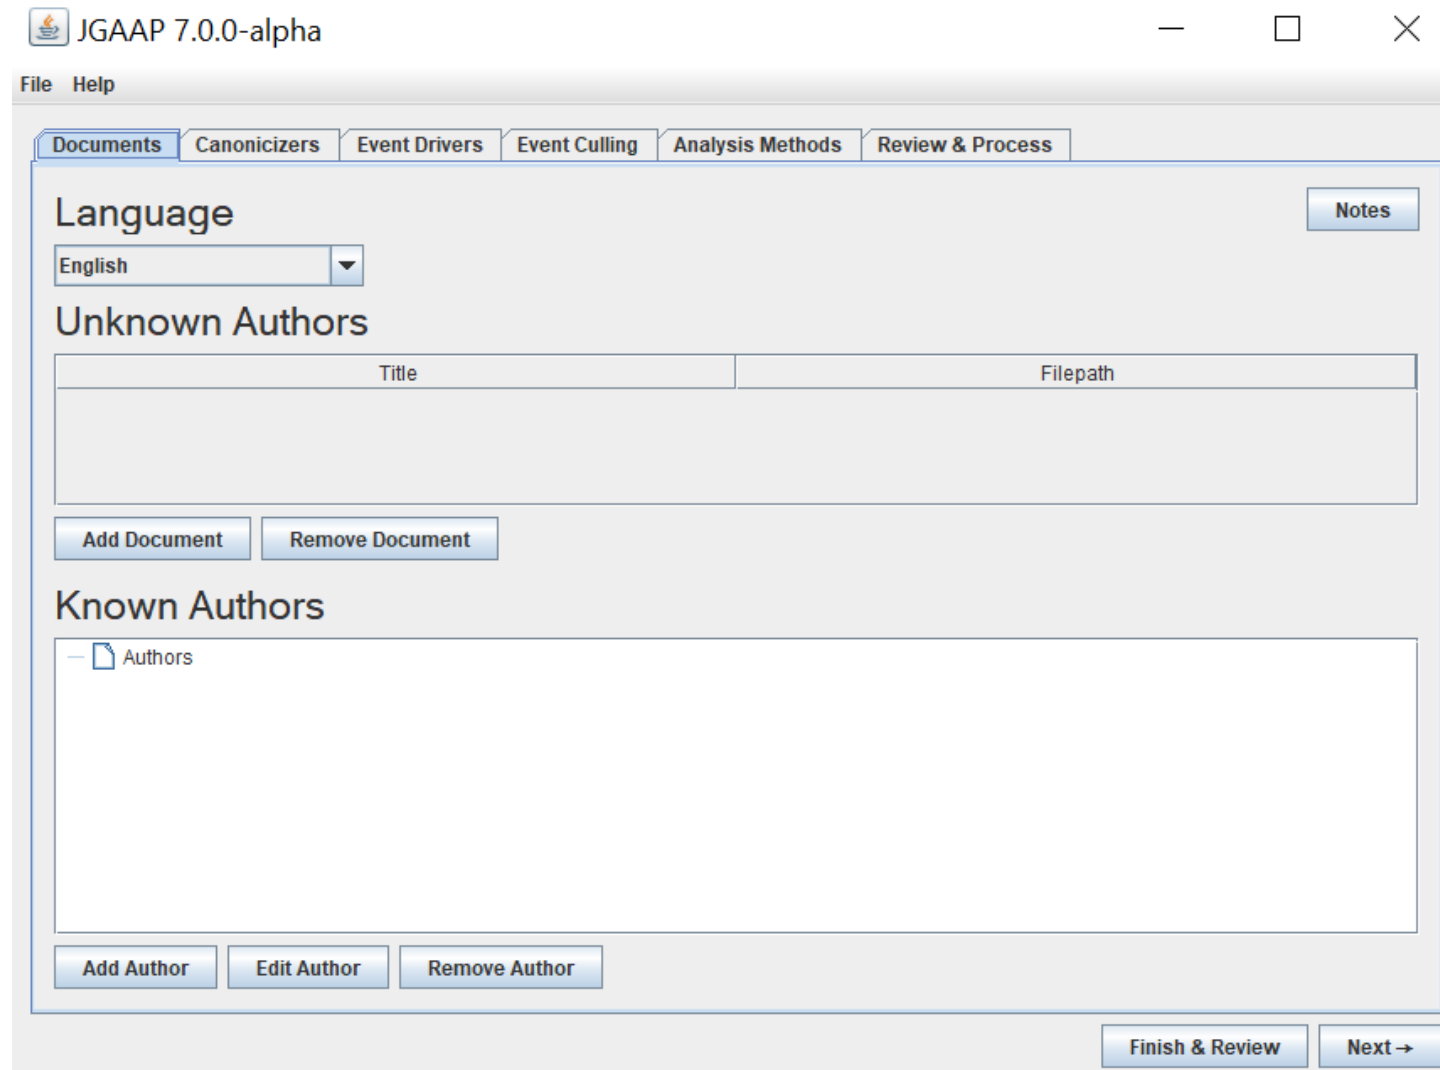 JGAAP 7.0.0-alpha
File Help
Documents Canonicizers Event Drivers Event Culling Analysis Methods Review & Process
Language
Notes
English
Unknown Authors
Title Filepath
Add Document Remove Document
Known Authors
Authors
Add Author Edit Author Remove Author
Finish & Review Next→